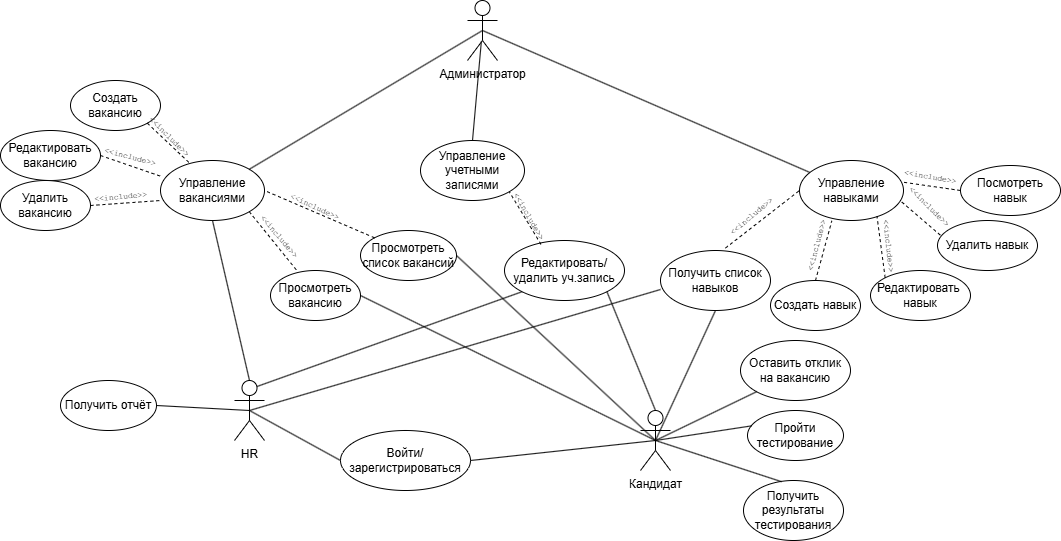 Администратор
Создать
вакансию
<<include>>
Редактировать
вакансию
<<include>>
Удалить
вакансию
<<include>>
Управление
вакансиями
Управление
учетными
записями
Управление
навыками
<<include>>
Посмотреть
навык
<<include>>
Удалить навык
<<include>>
<<include>>
<<include>>
<<include>>
<<include>>
<<include>>
<<include>>
Просмотреть
список вакансий
Редактировать/
удалить уч.запись
Получить список
навыков
Просмотреть
вакансию
Создать навык
Редактировать
навык
Оставить отклик
на вакансию
Получить отчёт
HR
Войти/
зарегистрироваться
Кандидат
Пройти
тестирование
Получить
результаты
тестирования